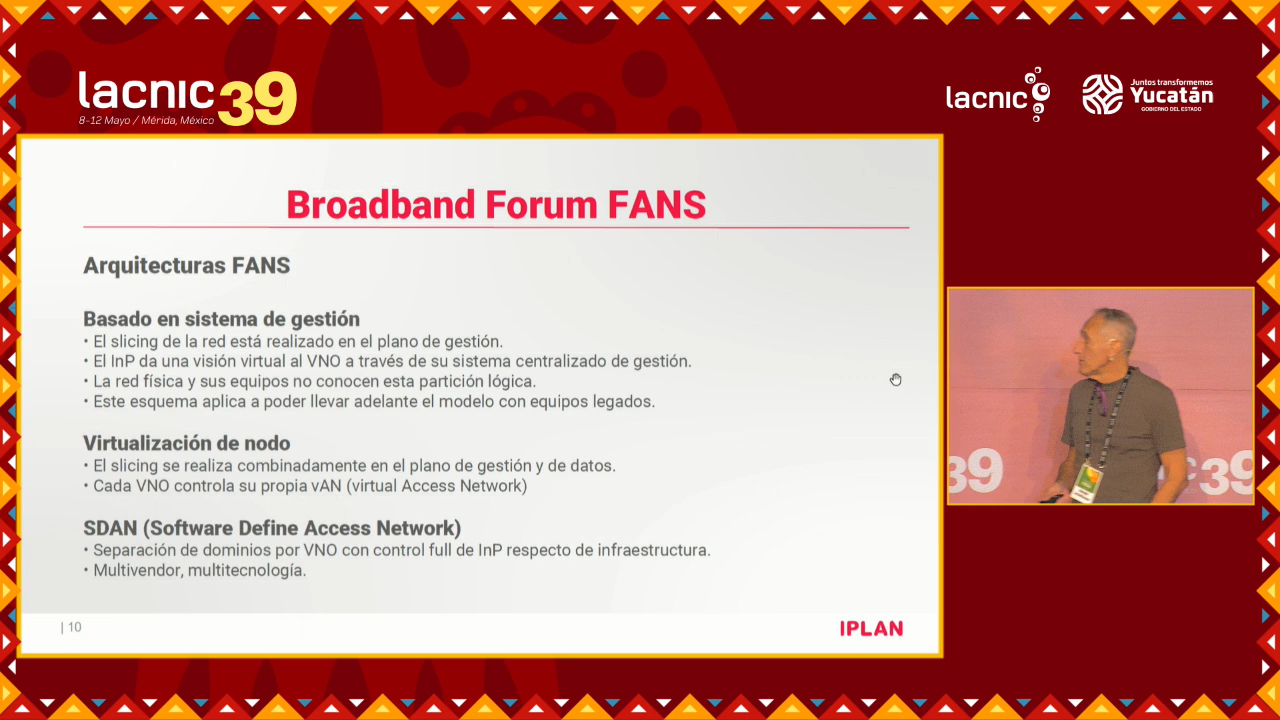 lacnic 39
8-12 Mayo / Mérida, México
lacnic
Juntos transformemos
Yucatán
GOBIERNO DEL ESTADO
Broadband Forum FANS
Arquitecturas FANS
Basado en sistema de gestión
• El slicing de la red está realizado en el plano de gestión.
• El InP da una visión virtual al VNO a través de su sistema centralizado de gestión.
• La red física y sus equipos no conocen esta partición lógica.
• Este esquema aplica a poder llevar adelante el modelo con equipos legados.
Virtualización de nodo
• El slicing se realiza combinadamente en el plano de gestión y de datos.
• Cada VNO controla su propia vAN (virtual Access Network)
SDAN (Software Define Access Network)
• Separación de dominios por VNO con control full de InP respecto de infraestructura.
• Multivendor, multitecnología.
| 10
IPLAN
39
c39